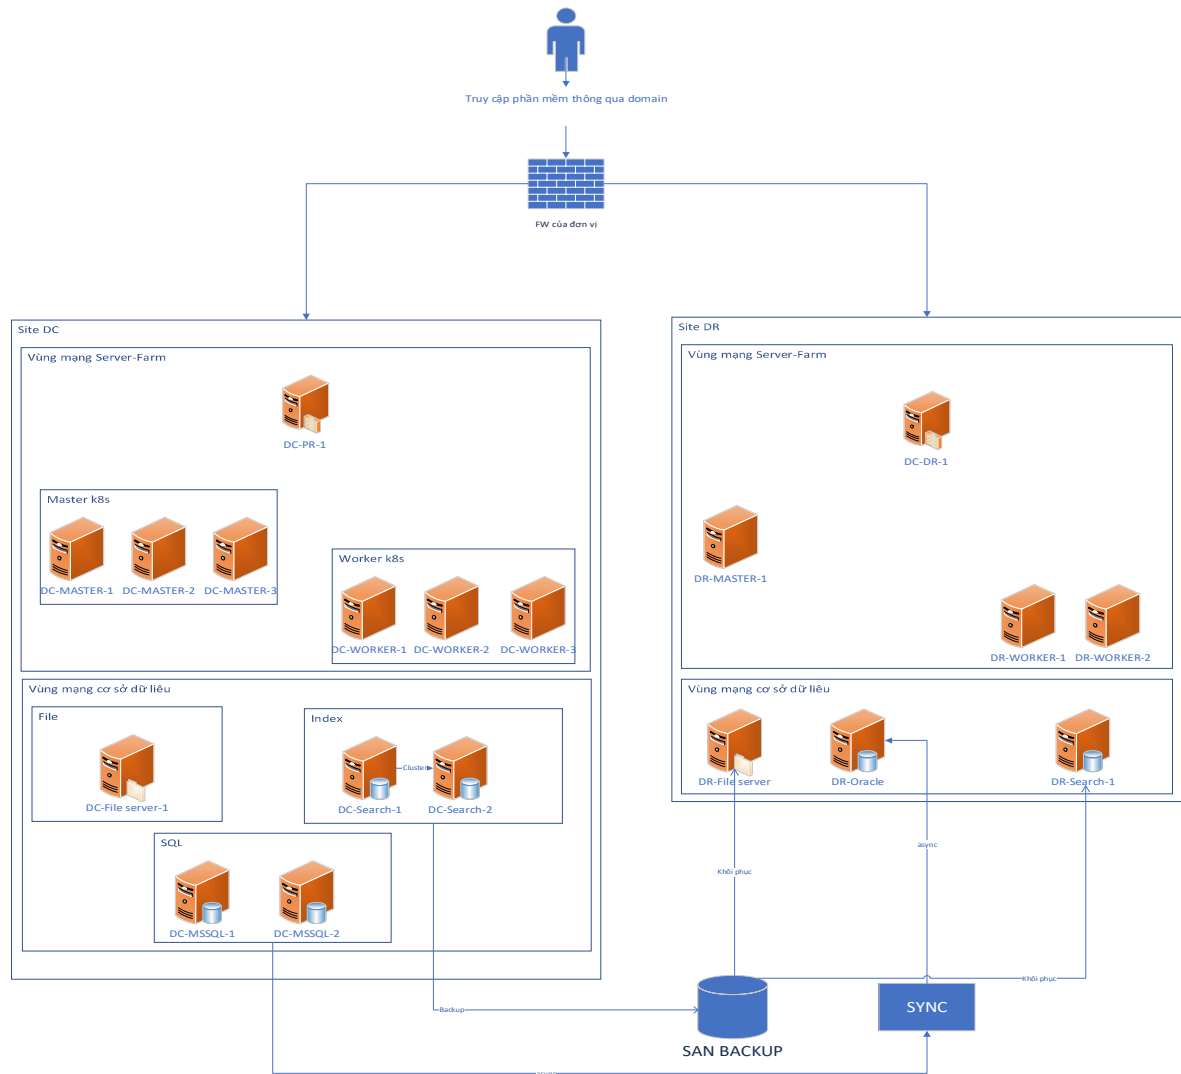 Truy cập phần mềm thông qua domain
FW của đơn vị
Site DC
Vùng mạng Server-Farm
DC-PR-1
Master k8s
DC-MASTER-1
DC-MASTER-2
DC-MASTER-3
Worker k8s
DC-WORKER-1
DC-WORKER-2
DC-WORKER-3
Vùng mạng cơ sở dữ liêu
File
DC-File server-1
Index
DC-Search-1
Cluster
DC-Search-2
SQL
DC-MSSQL-1
DC-MSSQL-2
Site DR
Vùng mạng Server-Farm
DC-DR-1
DR-MASTER-1
DR-WORKER-1
DR-WORKER-2
Vùng mạng cơ sở dữ liêu
DR-File server
DR-Oracle
DR-Search-1
async
Khôi phục
Khôi phục
Backup
SYNC
SAN BACKUP
async